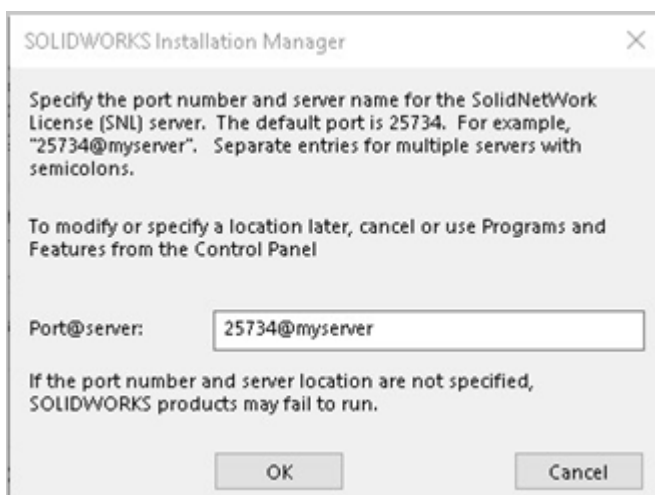 SOLIDWORKS Installation Manager
Specify the port number and server name for the SolidNetWork
License (SNL) server.  The default port is 25734.  For example,
"25734@myserver".   Separate entries for multiple servers with
semicolons.
To modify or specify a location later, cancel or use Programs and
Features from the Control Panel
Port@server:
25734@myserver
If the port number and server location are not specified,
SOLIDWORKS products may fail to run.
OK
Cancel